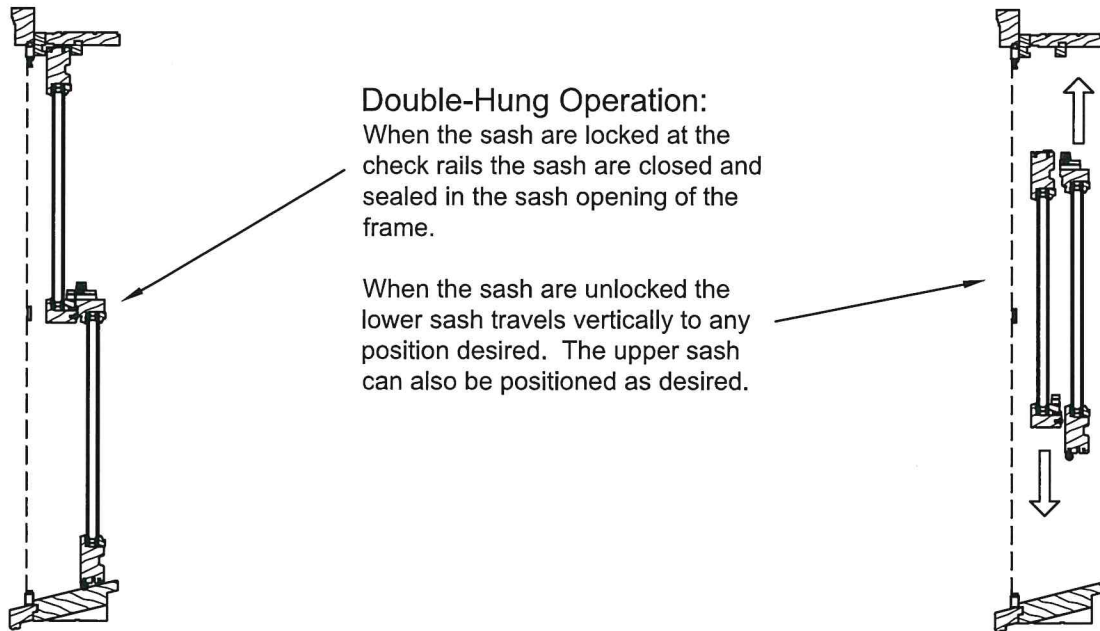 Double-Hung Operation:
When the sash are locked at the
check rails the sash are closed and
sealed in the sash opening of the
frame.
When the sash are unlocked the
lower sash travels vertically to any
position desired. The upper sash
can also be positioned as desired.